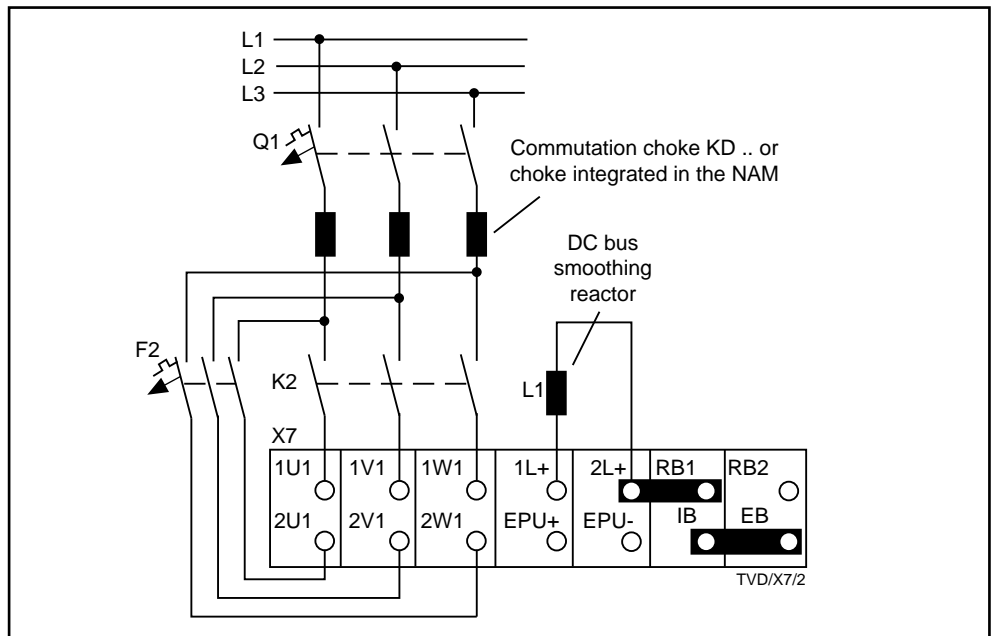 L1
L2
L3
Q1
Commutation choke KD .. or
choke integrated in the NAM
DC bus
smoothing
reactor
F2
K2
L1
X7
1U1 1V1 1W1 1L+ 2L+ RB1 RB2
2U1 2V1 2W1 EPU+ EPU- IB EB
TVD/X7/2